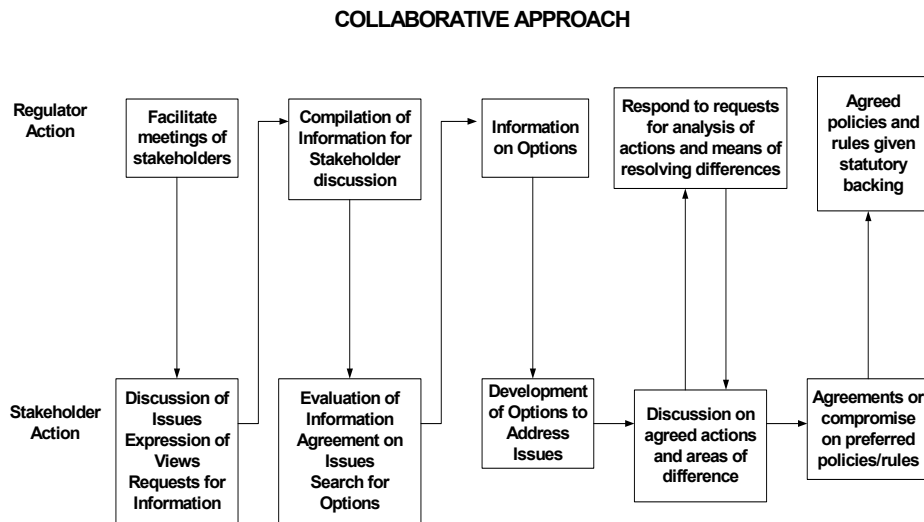 COLLABORATIVE APPROACH
Regulator
Action
Facilitate
meetings of
stakeholders
Compilation of
Information for
Stakeholder
discussion
Information
on Options
Respond to requests
for analysis of
actions and means of
resolving differences
Agreed
policies and
rules given
statutory
backing
Stakeholder
Action
Discussion of
Issues
Expression of
Views
Requests for
Information
Evaluation of
Information
Agreement on
Issues
Search for
Options
Development
of Options to
Address
Issues
Discussion on
agreed actions
and areas of
difference
Agreements or
compromise
on preferred
policies/rules